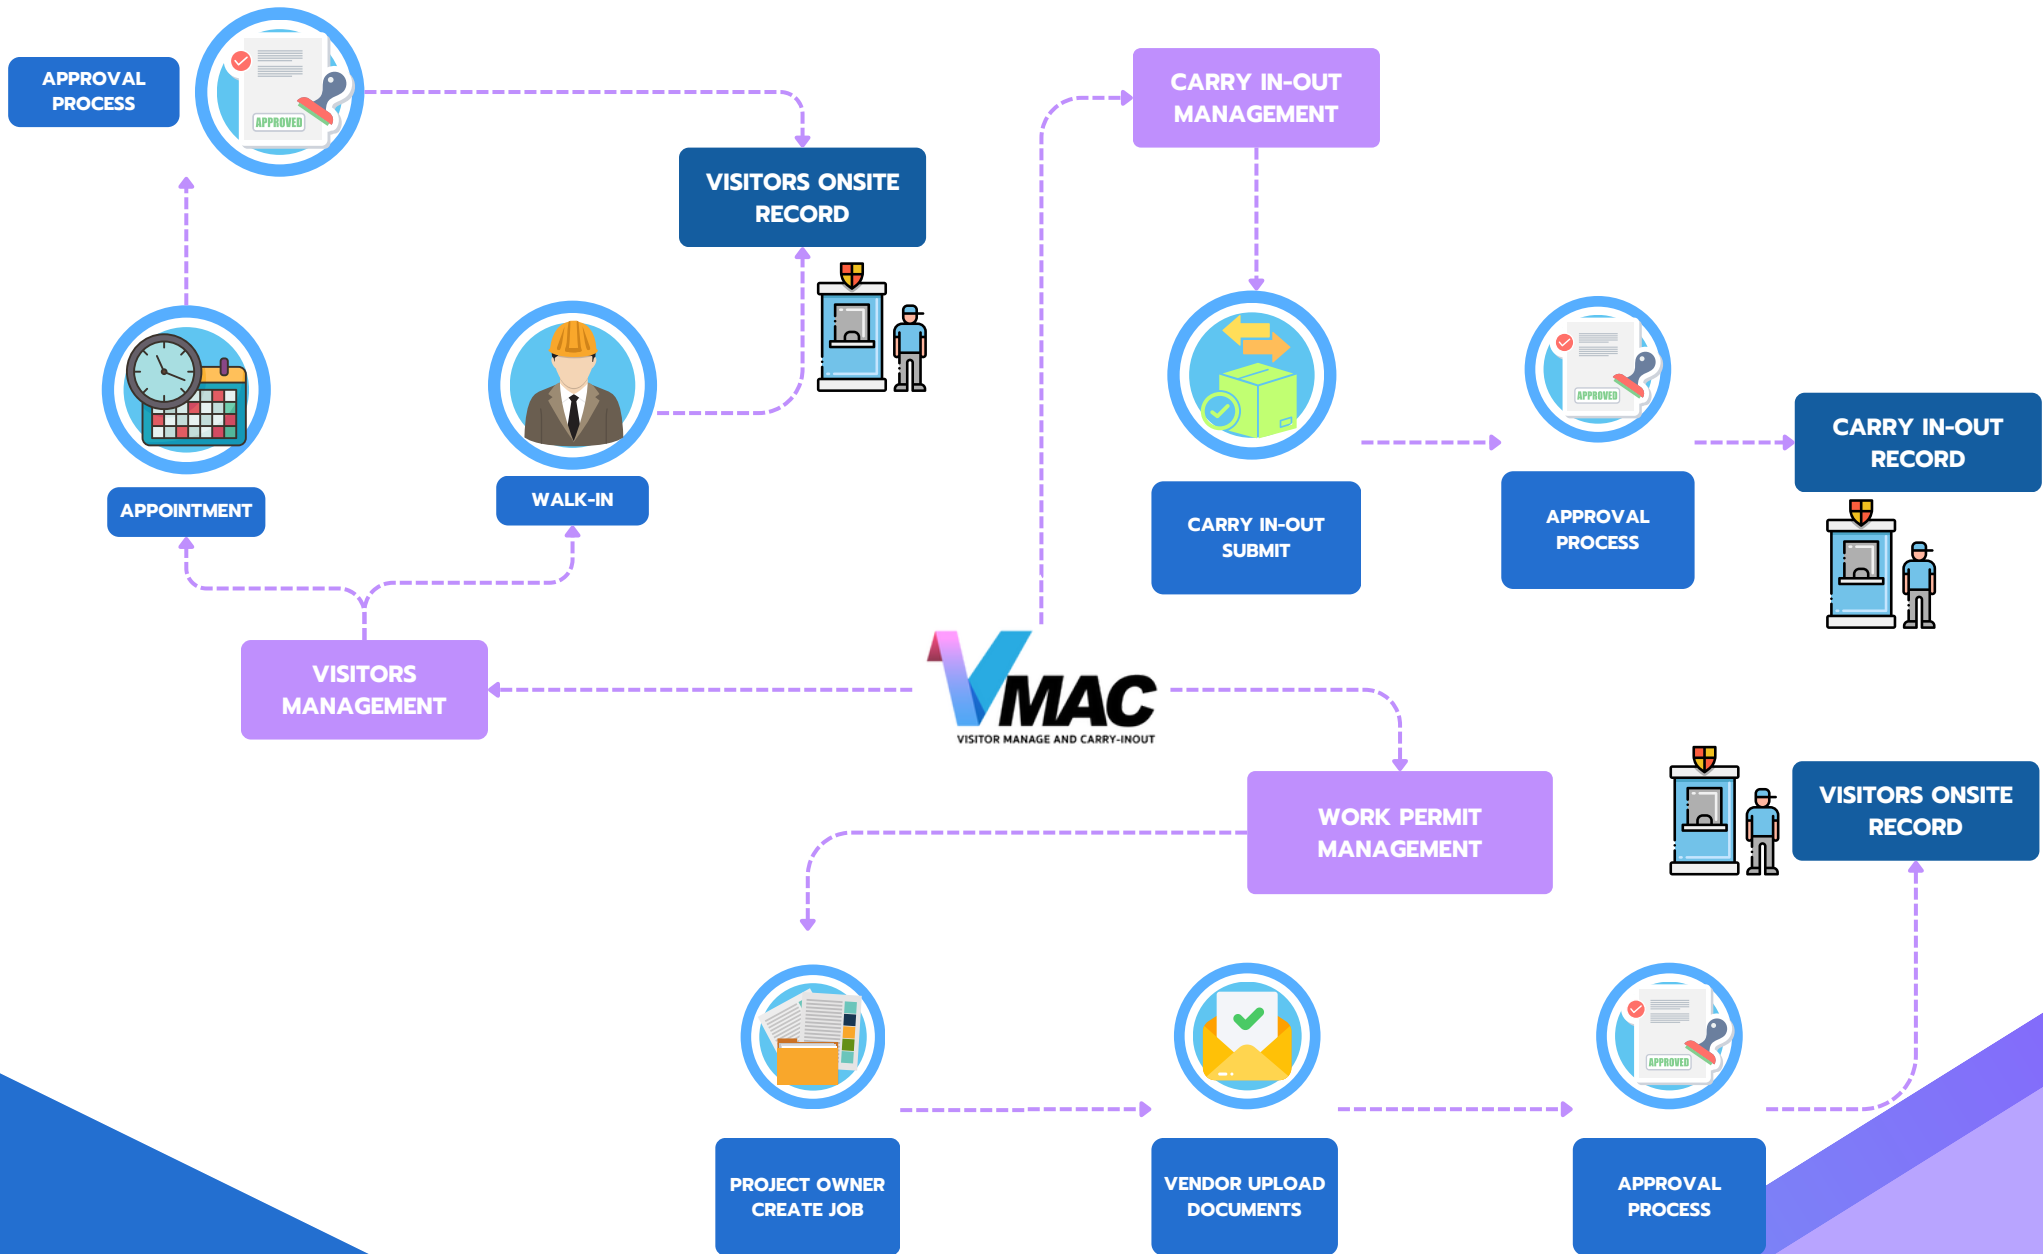 APPROVAL
PROCESS
APPROVED
VISITORS ONSITE
RECORD
APPOINTMENT
WALK-IN
VISITORS
MANAGEMENT
CARRY IN-OUT
MANAGEMENT
CARRY IN-OUT
SUBMIT
APPROVED
APPROVAL
PROCESS
CARRY IN-OUT
RECORD
VMAC
VISITOR MANAGE AND CARRY-INOUT
WORK PERMIT
MANAGEMENT
VISITORS ONSITE
RECORD
PROJECT OWNER
CREATE JOB
VENDOR UPLOAD
DOCUMENTS
APPROVED
APPROVAL
PROCESS